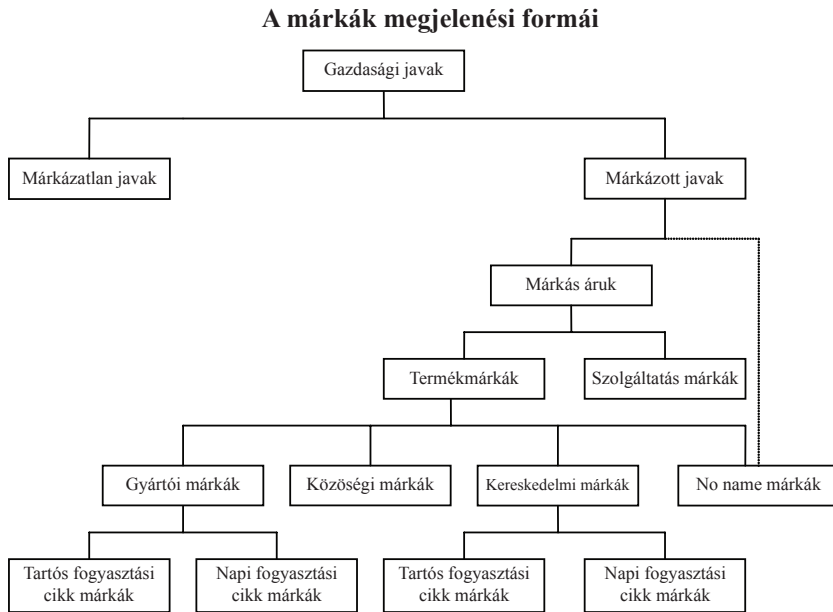 A márkák megjelenési formái
Gazdasági javak
Márkázatlan javak
Márkázott javak
Márkás áruk
Termékmárkák
Szolgáltatás márkák
Gyártói márkák
Közöségi márkák
Kereskedelmi márkák
No name márkák
Tartós fogyasztási
cikk márkák
Napi fogyasztási
cikk márkák
Tartós fogyasztási
cikk márkák
Napi fogyasztási
cikk márkák